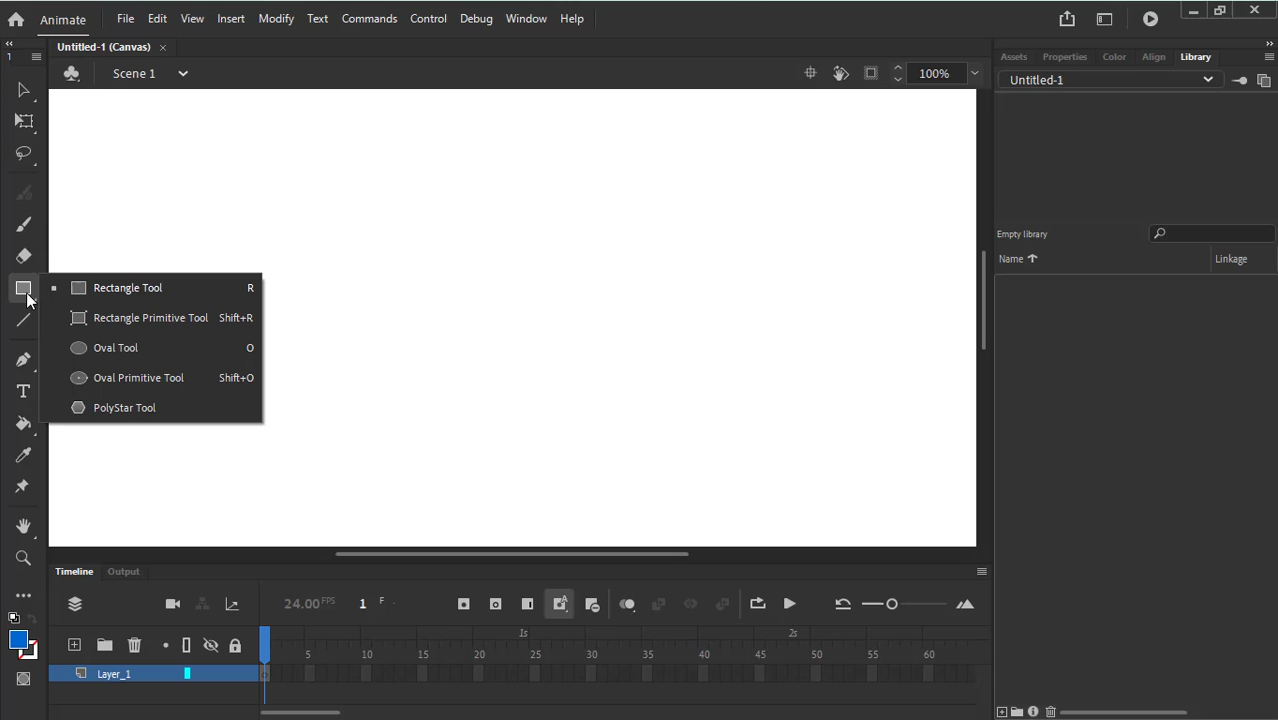 Animate File Edit View Insert Modify Text Commands Control Debug Window Help
1 Untitled-1 (Canvas) Assets Properties Color Align Library
Scene 1 100% Untitled-1
Empty library
Name Linkage
Rectangle Tool R
Rectangle Primitive Tool Shift+R
Oval Tool O
Oval Primitive Tool Shift+O
PolyStar Tool
Timeline Output
24.00 FPS 1 F
1s 2s
5 10 15 20 25 30 35 40 45 50 55 60
Layer_1